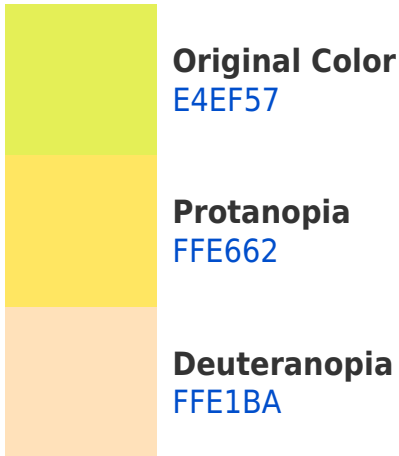 Original Color
E4EF57
Protanopia
FFE662
Deuteranopia
FFE1BA